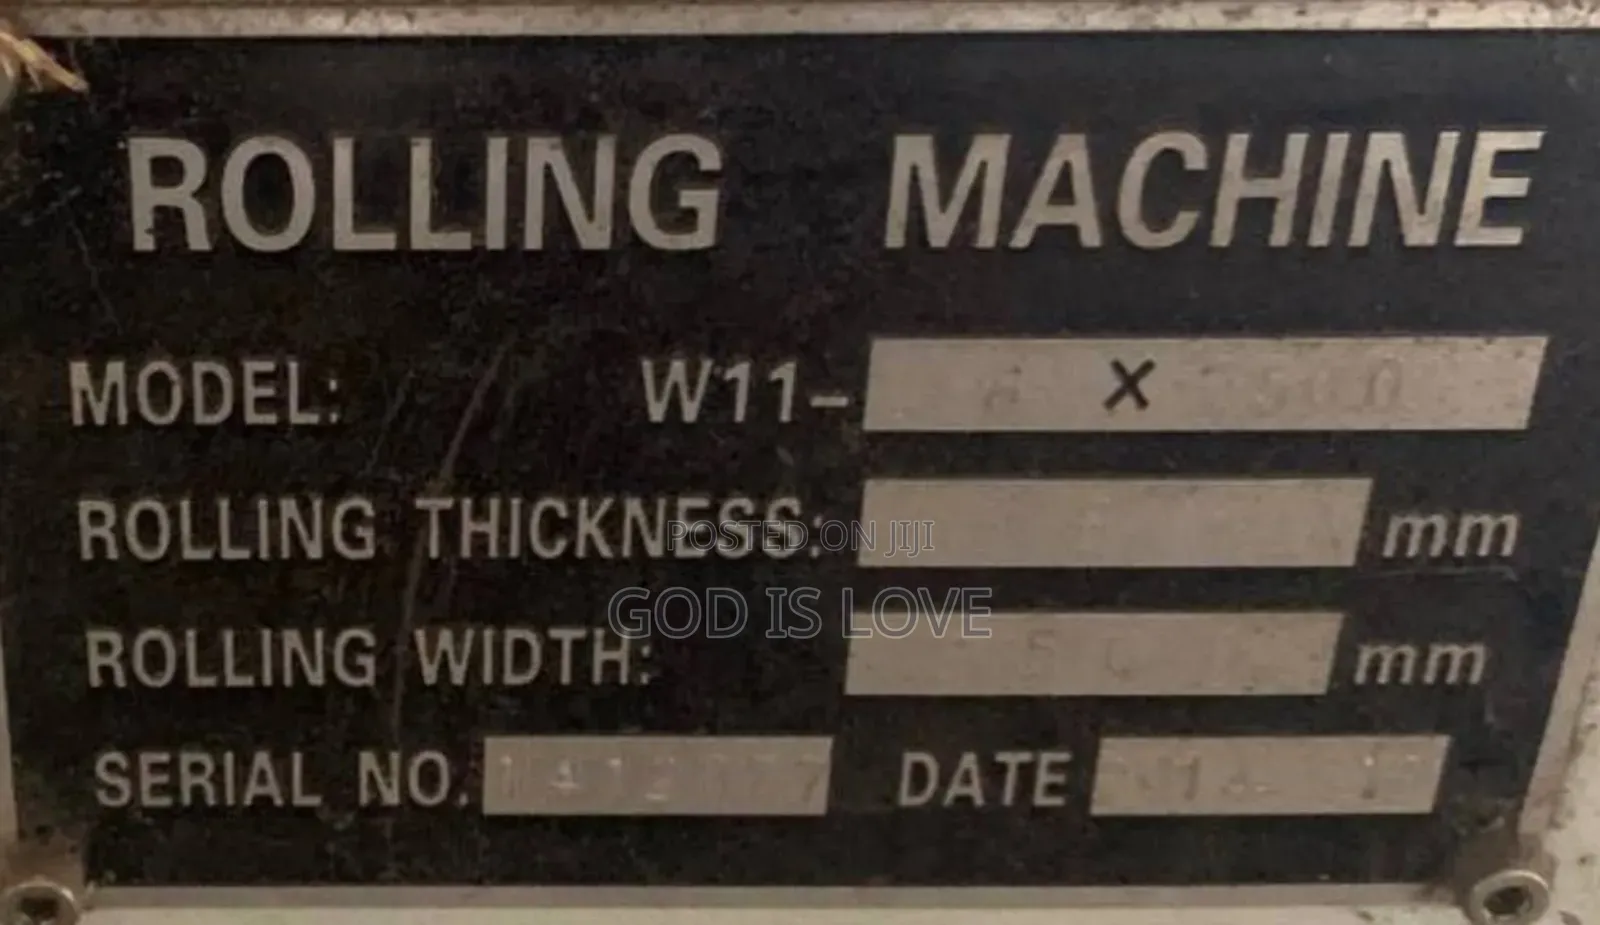 ROLLING MACHINE
MODEL: W11- X
ROLLING THICKNESS: mm
POSTED ON JIJI
GOD IS LOVE
ROLLING WIDTH: mm
SERIAL NO. DATE